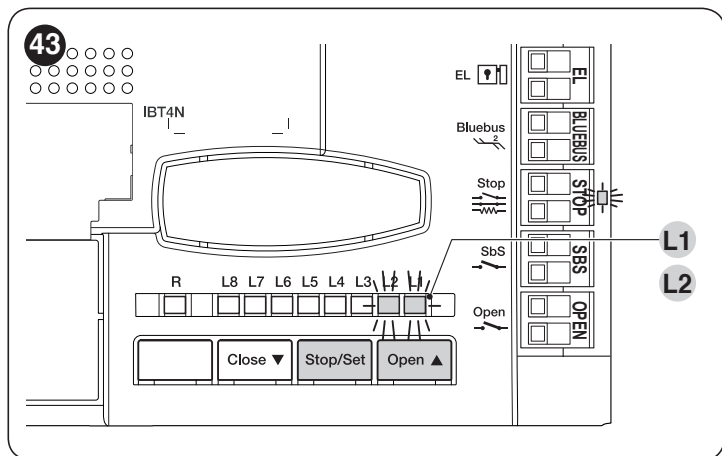 43
IBT4N
EL
EL
Bluebus
2
BLUEBUS
Stop
STOP
SbS
SBS
Open
OPEN
L1
L2
R L8 L7 L6 L5 L4 L3 L2 L1
Close ▼ Stop/Set Open ▲